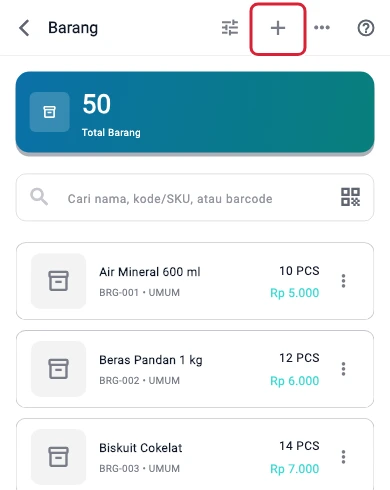 Barang
50
Total Barang
Cari nama, kode/SKU, atau barcode
Air Mineral 600 ml
10 PCS
BRG-001 • UMUM
Rp 5.000
Beras Pandan 1 kg
12 PCS
BRG-002 • UMUM
Rp 6.000
Biskuit Cokelat
14 PCS
BRG-003 • UMUM
Rp 7.000